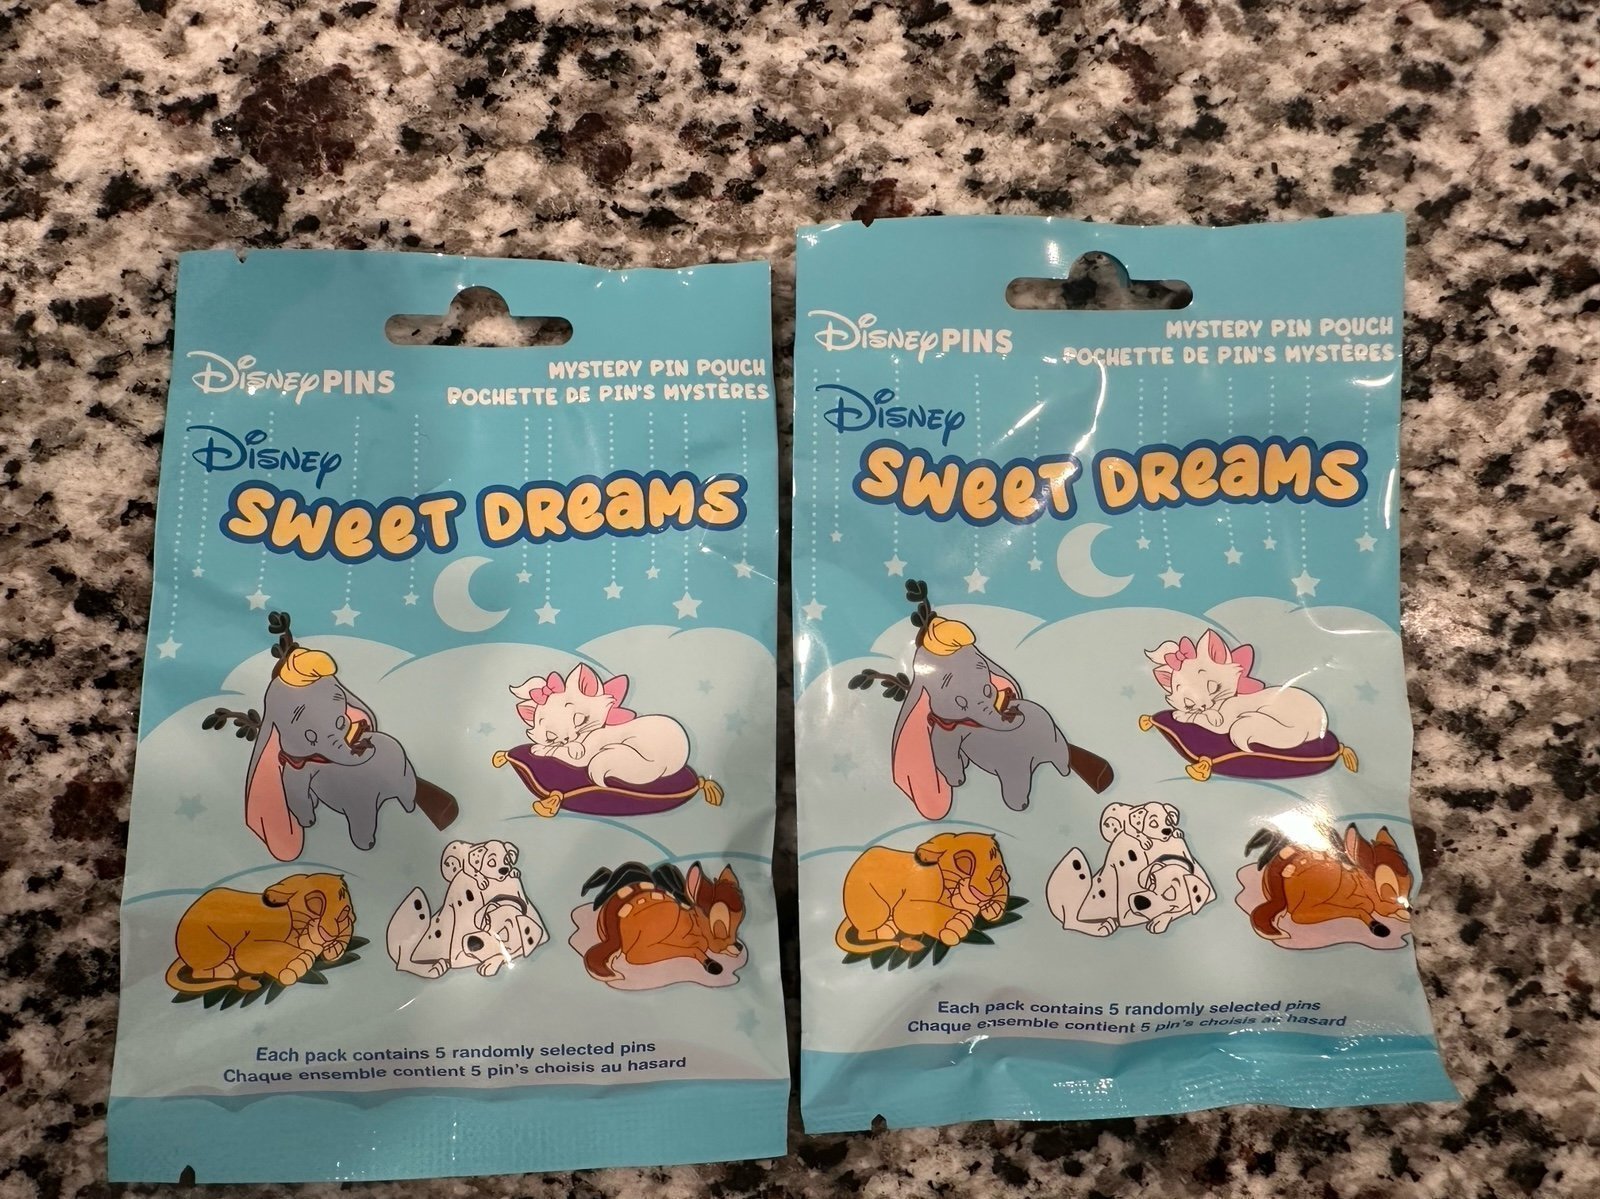 Disney PINS
MYSTERY PIN POUCH
POCHETTE DE PIN'S MYSTÈRES
Disney
SWEET DREAMS
Each pack contains 5 randomly selected pins
Chaque ensemble contient 5 pin's choisis au hasard
Disney PINS
MYSTERY PIN POUCH
POCHETTE DE PIN'S MYSTÈRES
Disney
SWEET DREAMS
Each pack contains 5 randomly selected pins
Chaque ensemble contient 5 pin's choisis au hasard